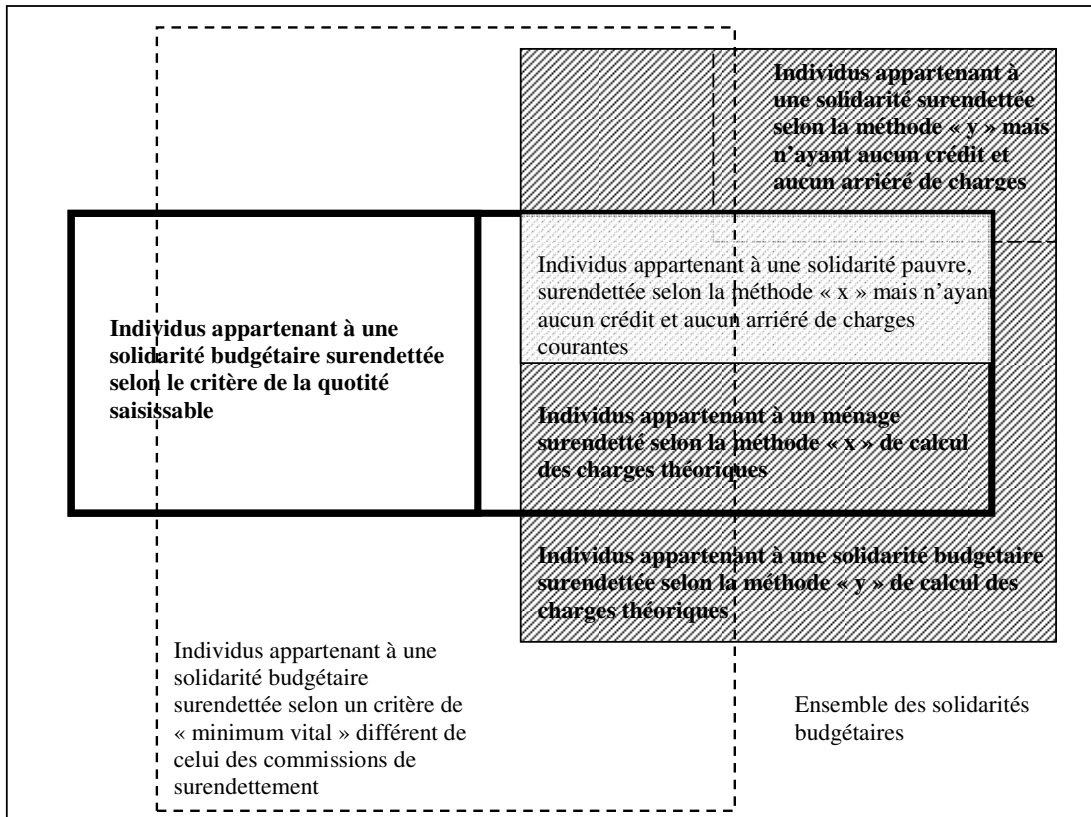 Individus appartenant à
une solidarité surendettée
selon la méthode « y » mais
n'ayant aucun crédit et
aucun arriéré de charges
Individus appartenant à une solidarité pauvre,
surendettée selon la méthode « x » mais n'ayant
aucun crédit et aucun arriéré de charges
courantes
Individus appartenant à une
solidarité budgétaire surendettée
selon le critère de la quotité
saisissable
Individus appartenant à un ménage
surendetté selon la méthode « x » de calcul
des charges théoriques
Individus appartenant à une solidarité budgétaire
surendettée selon la méthode « y » de calcul des
charges théoriques
Individus appartenant à une
solidarité budgétaire
surendettée selon un critère de
« minimum vital » différent de
celui des commissions de
surendettement
Ensemble des solidarités
budgétaires